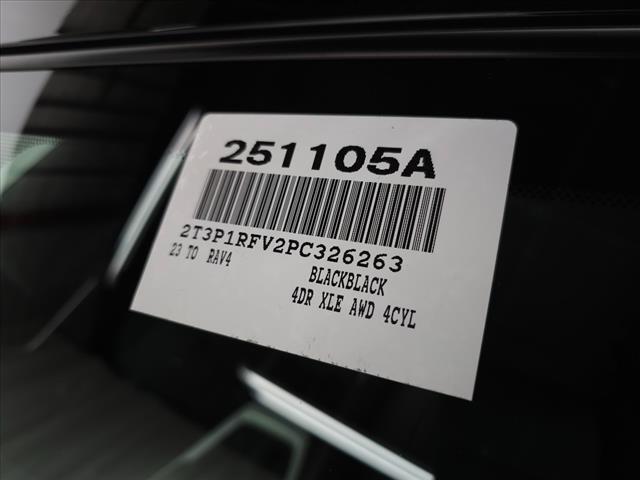 251105A
2T3P1RFV2PC326263
23 TO RAV4
BLACKBLACK
4DR XLE AWD 4CYL